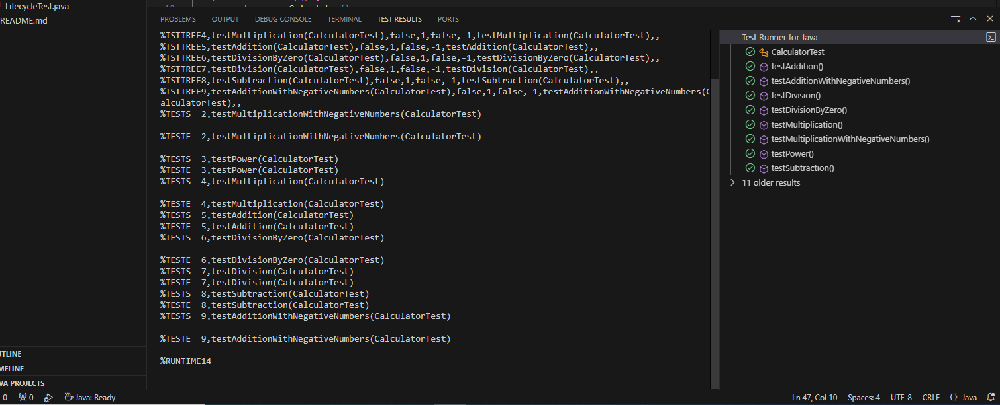 LifecycleTest.java
README.md
PROBLEMS OUTPUT DEBUG CONSOLE TERMINAL TEST RESULTS PORTS
%TSTTREE4,testMultiplication(CalculatorTest),false,1,false,-1,testMultiplication(CalculatorTest),,
%TSTTREE5,testAddition(CalculatorTest),false,1,false,-1,testAddition(CalculatorTest),,
%TSTTREE6,testDivisionByZero(CalculatorTest),false,1,false,-1,testDivisionByZero(CalculatorTest),,
%TSTTREE7,testDivision(CalculatorTest),false,1,false,-1,testDivision(CalculatorTest),,
%TSTTREE8,testSubtraction(CalculatorTest),false,1,false,-1,testSubtraction(CalculatorTest),,
%TSTTREE9,testAdditionWithNegativeNumbers(CalculatorTest),false,1,false,-1,testAdditionWithNegativeNumbers(C
alculatorTest),,
%TESTS 2,testMultiplicationWithNegativeNumbers(CalculatorTest)
%TESTE 2,testMultiplicationWithNegativeNumbers(CalculatorTest)
%TESTS 3,testPower(CalculatorTest)
%TESTE 3,testPower(CalculatorTest)
%TESTS 4,testMultiplication(CalculatorTest)
%TESTE 4,testMultiplication(CalculatorTest)
%TESTS 5,testAddition(CalculatorTest)
%TESTE 5,testAddition(CalculatorTest)
%TESTS 6,testDivisionByZero(CalculatorTest)
%TESTE 6,testDivisionByZero(CalculatorTest)
%TESTS 7,testDivision(CalculatorTest)
%TESTE 7,testDivision(CalculatorTest)
%TESTS 8,testSubtraction(CalculatorTest)
%TESTE 8,testSubtraction(CalculatorTest)
%TESTS 9,testAdditionWithNegativeNumbers(CalculatorTest)
%TESTE 9,testAdditionWithNegativeNumbers(CalculatorTest)
%RUNTIME14
Test Runner for Java
CalculatorTest
testAddition()
testAdditionWithNegativeNumbers()
testDivision()
testDivisionByZero()
testMultiplication()
testMultiplicationWithNegativeNumbers()
testPower()
testSubtraction()
11 older results
UTLINE
MELINE
VA PROJECTS
0 0 Java: Ready Ln 47, Col 10 Spaces: 4 UTF-8 CRLF {} Java